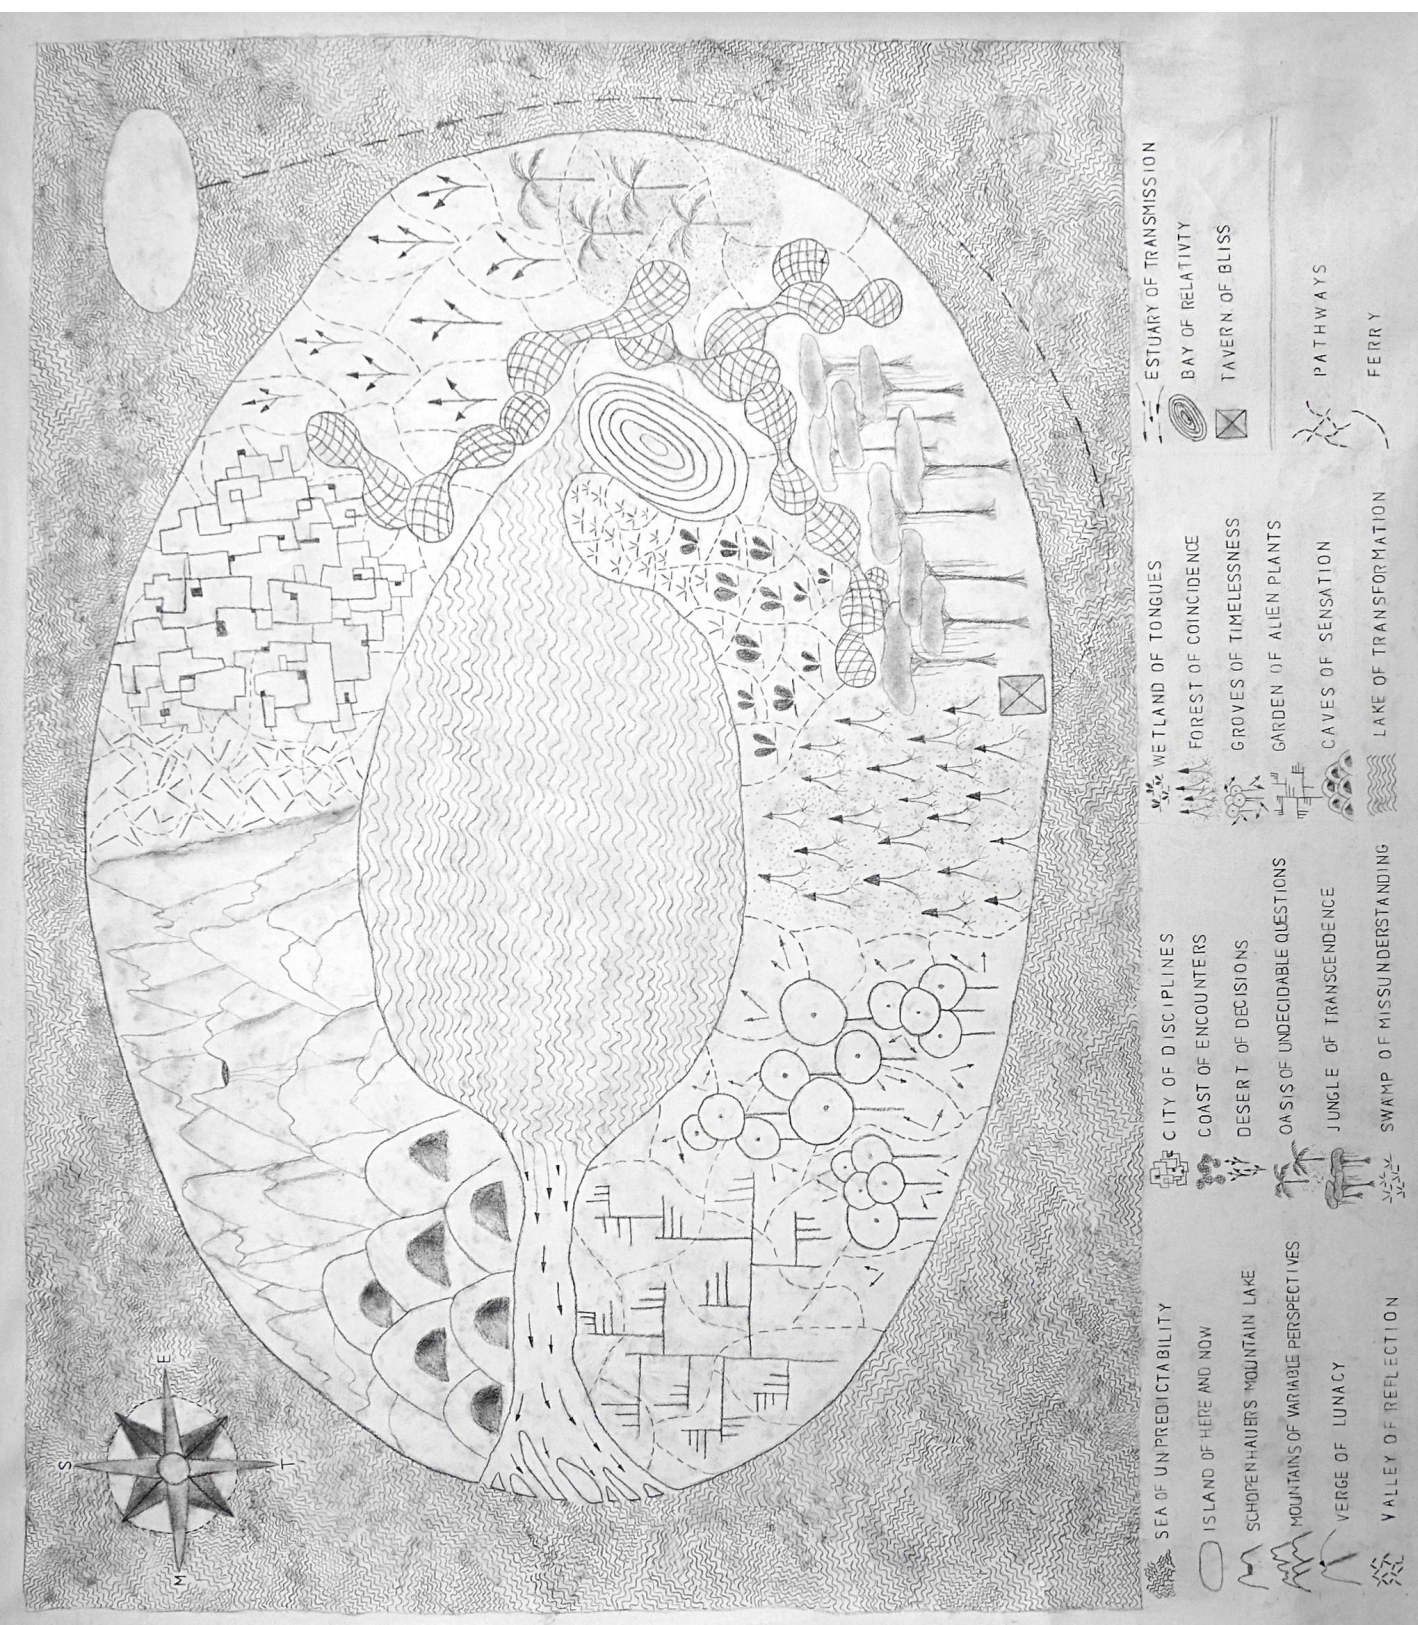 S
M
E
T
SEA OF UNPREDICTABILITY
ISLAND OF HERE AND NOW
SCHOPENHAUERS MOUNTAIN LAKE
MOUNTAINS OF VARIABLE PERSPECTIVES
VERGE OF LUNACY
VALLEY OF REFLECTION
CITY OF DISCIPLINES
COAST OF ENCOUNTERS
DESERT OF DECISIONS
OASIS OF UNDECIDABLE QUESTIONS
JUNGLE OF TRANSCENDENCE
SWAMP OF MISSUNDERSTANDING
WETLAND OF TONGUES
FOREST OF COINCIDENCE
GROVES OF TIMELESSNESS
GARDEN OF ALIEN PLANTS
CAVES OF SENSATION
LAKE OF TRANSFORMATION
ESTUARY OF TRANSMISSION
BAY OF RELATIVTY
TAVERN OF BLISS
PATHWAYS
FERRY